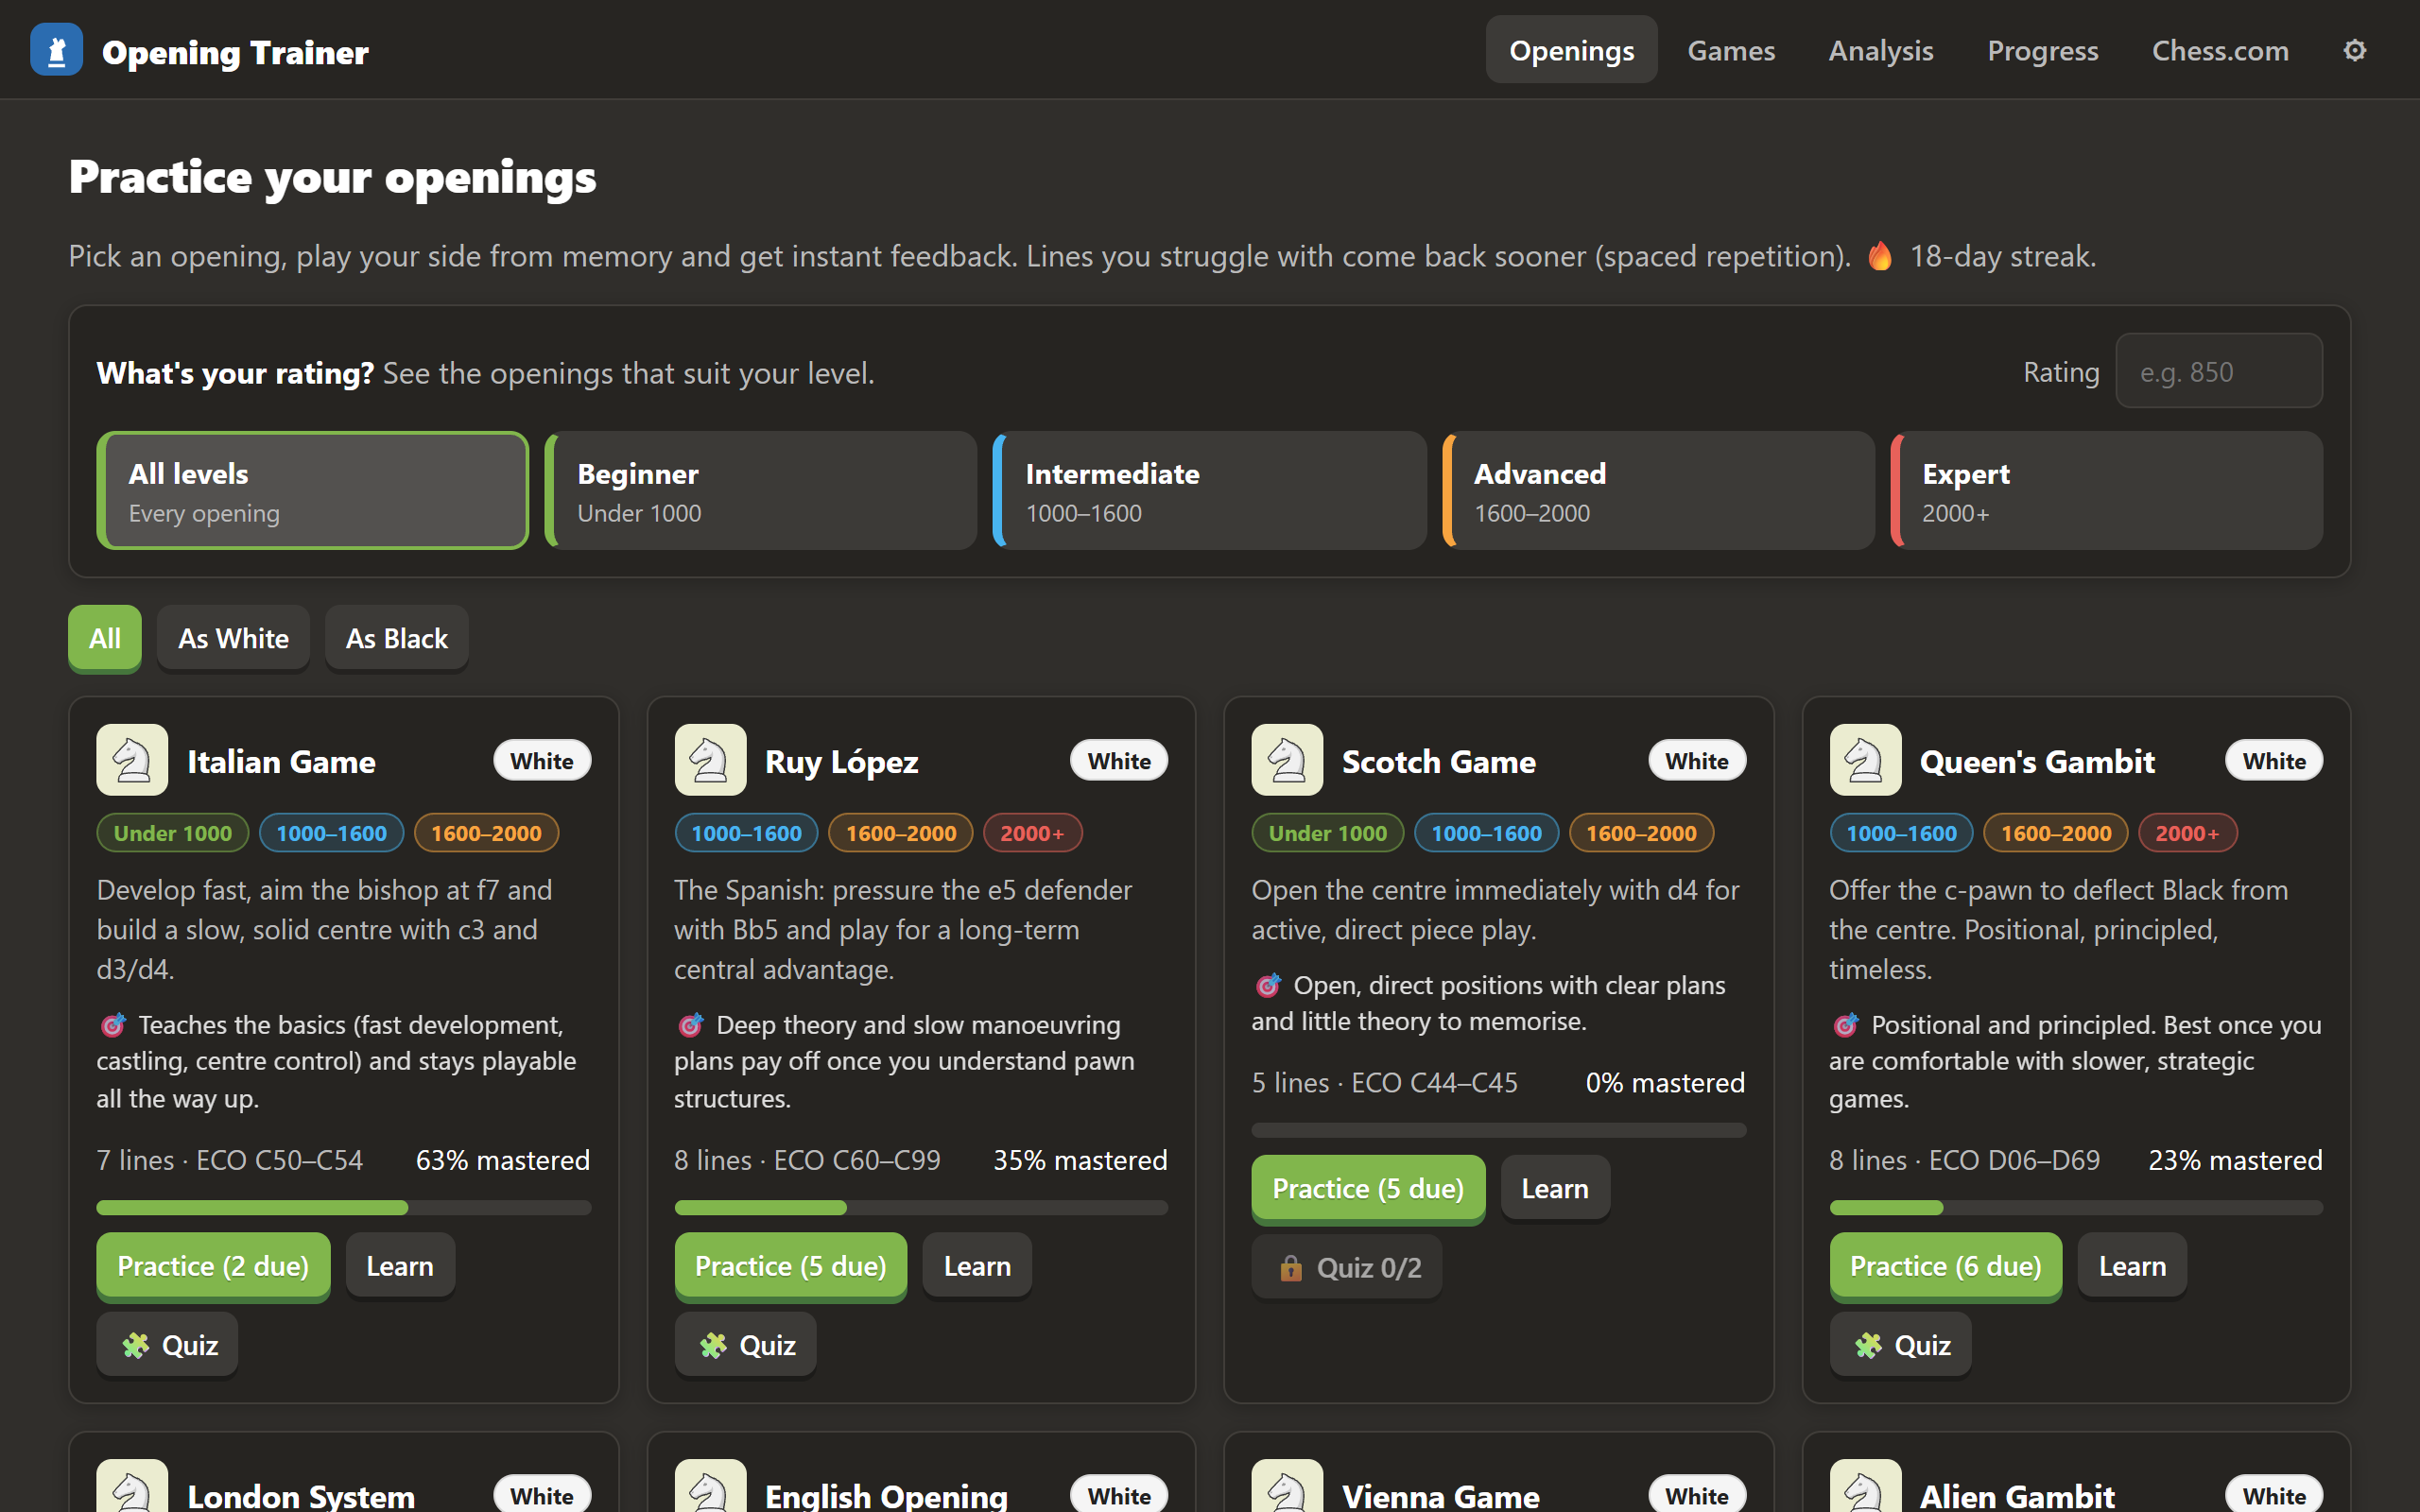 Opening Trainer
Openings
Games
Analysis
Progress
Chess.com
Practice your openings
Pick an opening, play your side from memory and get instant feedback. Lines you struggle with come back sooner (spaced repetition). 🔥 18-day streak.
What's your rating? See the openings that suit your level.
Rating
e.g. 850
All levels
Every opening
Beginner
Under 1000
Intermediate
1000–1600
Advanced
1600–2000
Expert
2000+
All
As White
As Black
Italian Game
White
Under 1000
1000–1600
1600–2000
Develop fast, aim the bishop at f7 and
build a slow, solid centre with c3 and
d3/d4.
🎯 Teaches the basics (fast development,
castling, centre control) and stays playable
all the way up.
7 lines · ECO C50–C54
63% mastered
Practice (2 due)
Learn
🧩 Quiz
Ruy López
White
1000–1600
1600–2000
2000+
The Spanish: pressure the e5 defender
with Bb5 and play for a long-term
central advantage.
🎯 Deep theory and slow manoeuvring
plans pay off once you understand pawn
structures.
8 lines · ECO C60–C99
35% mastered
Practice (5 due)
Learn
🧩 Quiz
Scotch Game
White
Under 1000
1000–1600
1600–2000
Open the centre immediately with d4 for
active, direct piece play.
🎯 Open, direct positions with clear plans
and little theory to memorise.
5 lines · ECO C44–C45
0% mastered
Practice (5 due)
Learn
🔒 Quiz 0/2
Queen's Gambit
White
1000–1600
1600–2000
2000+
Offer the c-pawn to deflect Black from
the centre. Positional, principled,
timeless.
🎯 Positional and principled. Best once you
are comfortable with slower, strategic
games.
8 lines · ECO D06–D69
23% mastered
Practice (6 due)
Learn
🧩 Quiz
London System
White
English Opening
White
Vienna Game
White
Alien Gambit
White